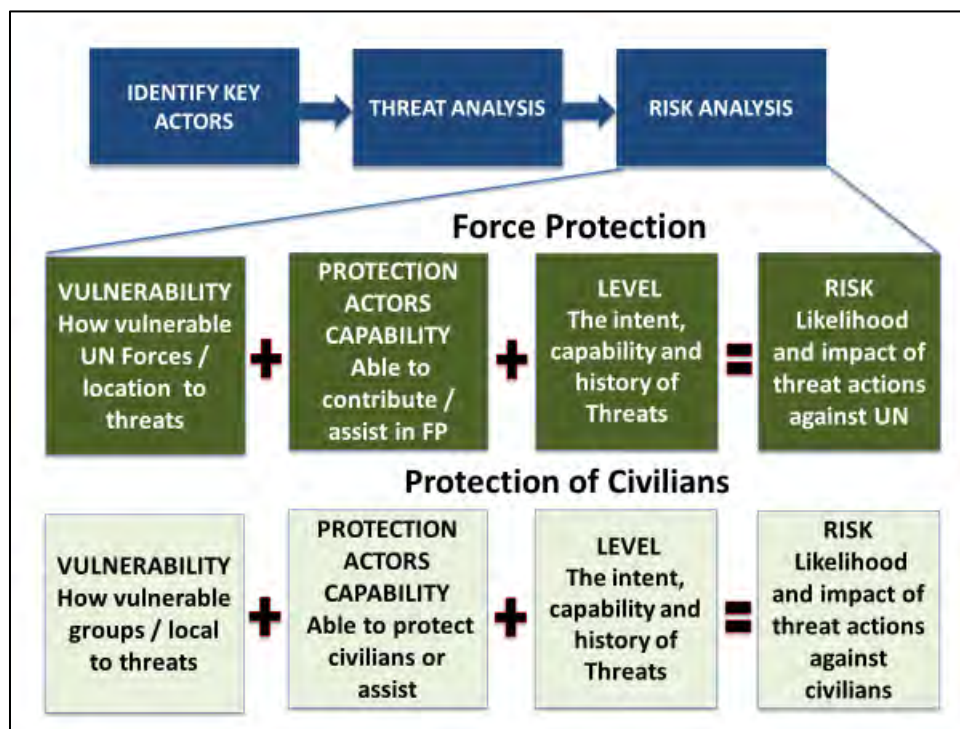 IDENTIFY KEY
ACTORS
THREAT ANALYSIS
RISK ANALYSIS
Force Protection
VULNERABILITY
How vulnerable
UN Forces /
location to
threats
+
PROTECTION
ACTORS
CAPABILITY
Able to
contribute /
assist in FP
+
LEVEL
The intent,
capability and
history of
Threats
=
RISK
Likelihood
and impact of
threat actions
against UN
Protection of Civilians
VULNERABILITY
How vulnerable
groups / local
to threats
+
PROTECTION
ACTORS
CAPABILITY
Able to protect
civilians or
assist
+
LEVEL
The intent,
capability and
history of
Threats
=
RISK
Likelihood
and impact of
threat actions
against
civilians